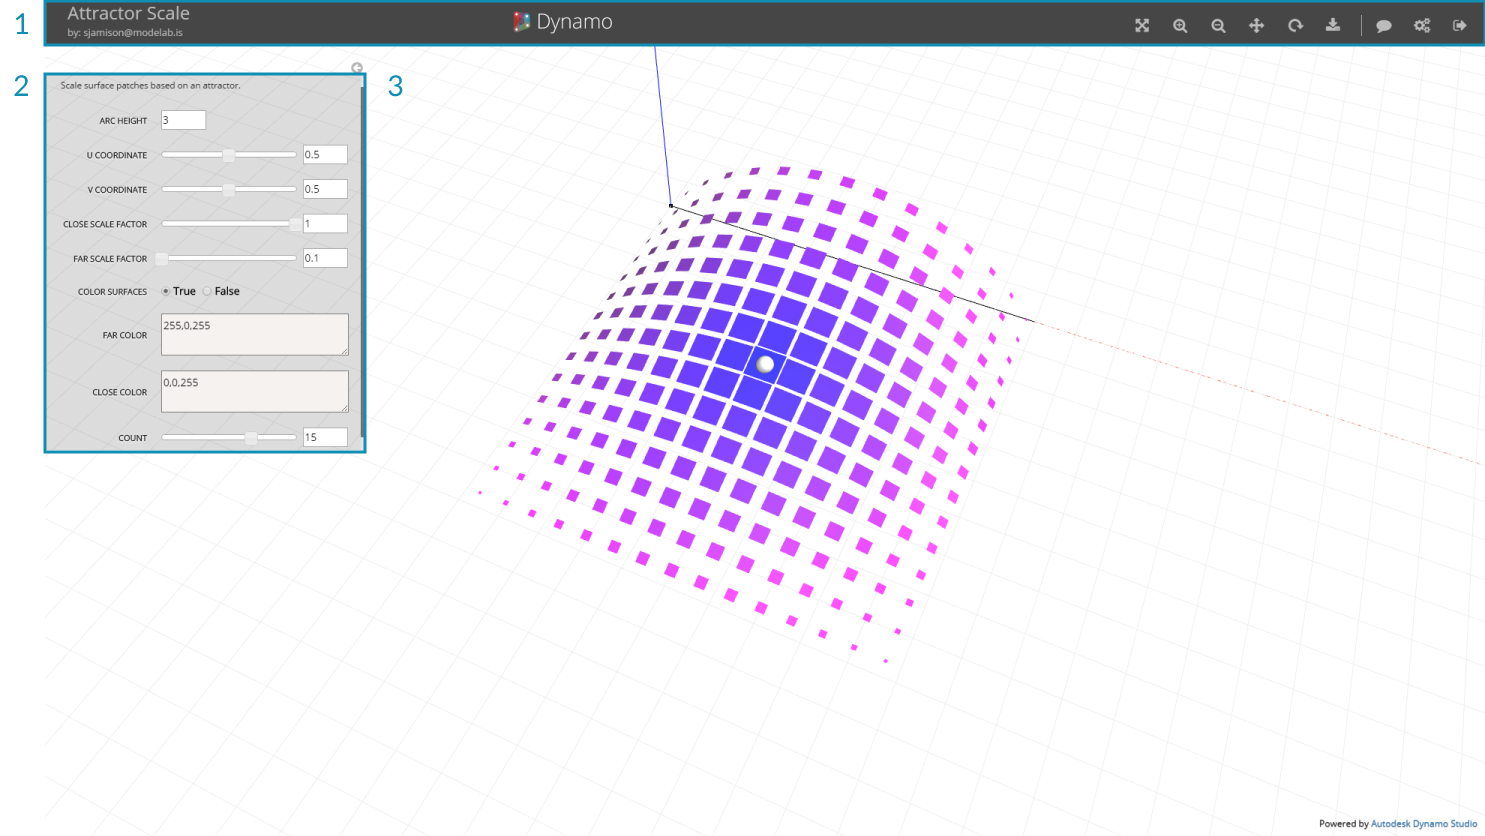 1
Attractor Scale
by: sjamison@modelab.is
Dynamo
2
3
Scale surface patches based on an attractor.
ARC HEIGHT 3
U COORDINATE 0.5
V COORDINATE 0.5
CLOSE SCALE FACTOR 1
FAR SCALE FACTOR 0.1
COLOR SURFACES True False
FAR COLOR 255,0,255
CLOSE COLOR 0,0,255
COUNT 15
Powered by Autodesk Dynamo Studio